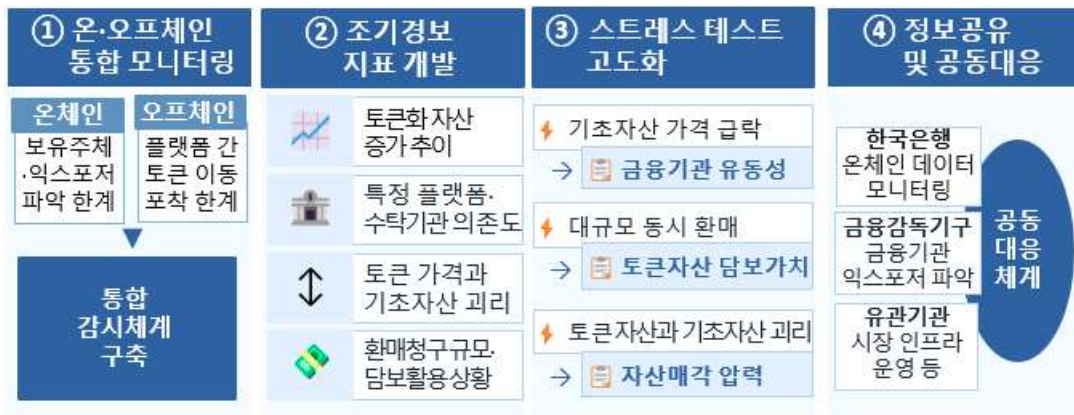 ① 온·오프체인
통합 모니터링
온체인
보유주체
·익스포저
파악 한계
오프체인
플랫폼 간
토큰 이동
포착 한계
통합
감시체계
구축
② 조기경보
지표 개발
토큰화 자산
증가 추이
특정 플랫폼·
수탁기관 의존도
토큰 가격과
기초자산 괴리
환매청구규모·
담보활용상황
③ 스트레스 테스트
고도화
기초자산 가격 급락
→ 금융기관 유동성
대규모 동시 환매
→ 토큰자산 담보가치
토큰자산과 기초자산 괴리
→ 자산매각 압력
④ 정보공유
및 공동대응
한국은행
온체인 데이터
모니터링
금융감독기구
금융기관
익스포저 파악
유관기관
시장 인프라
운영 등
공동
대응
체계